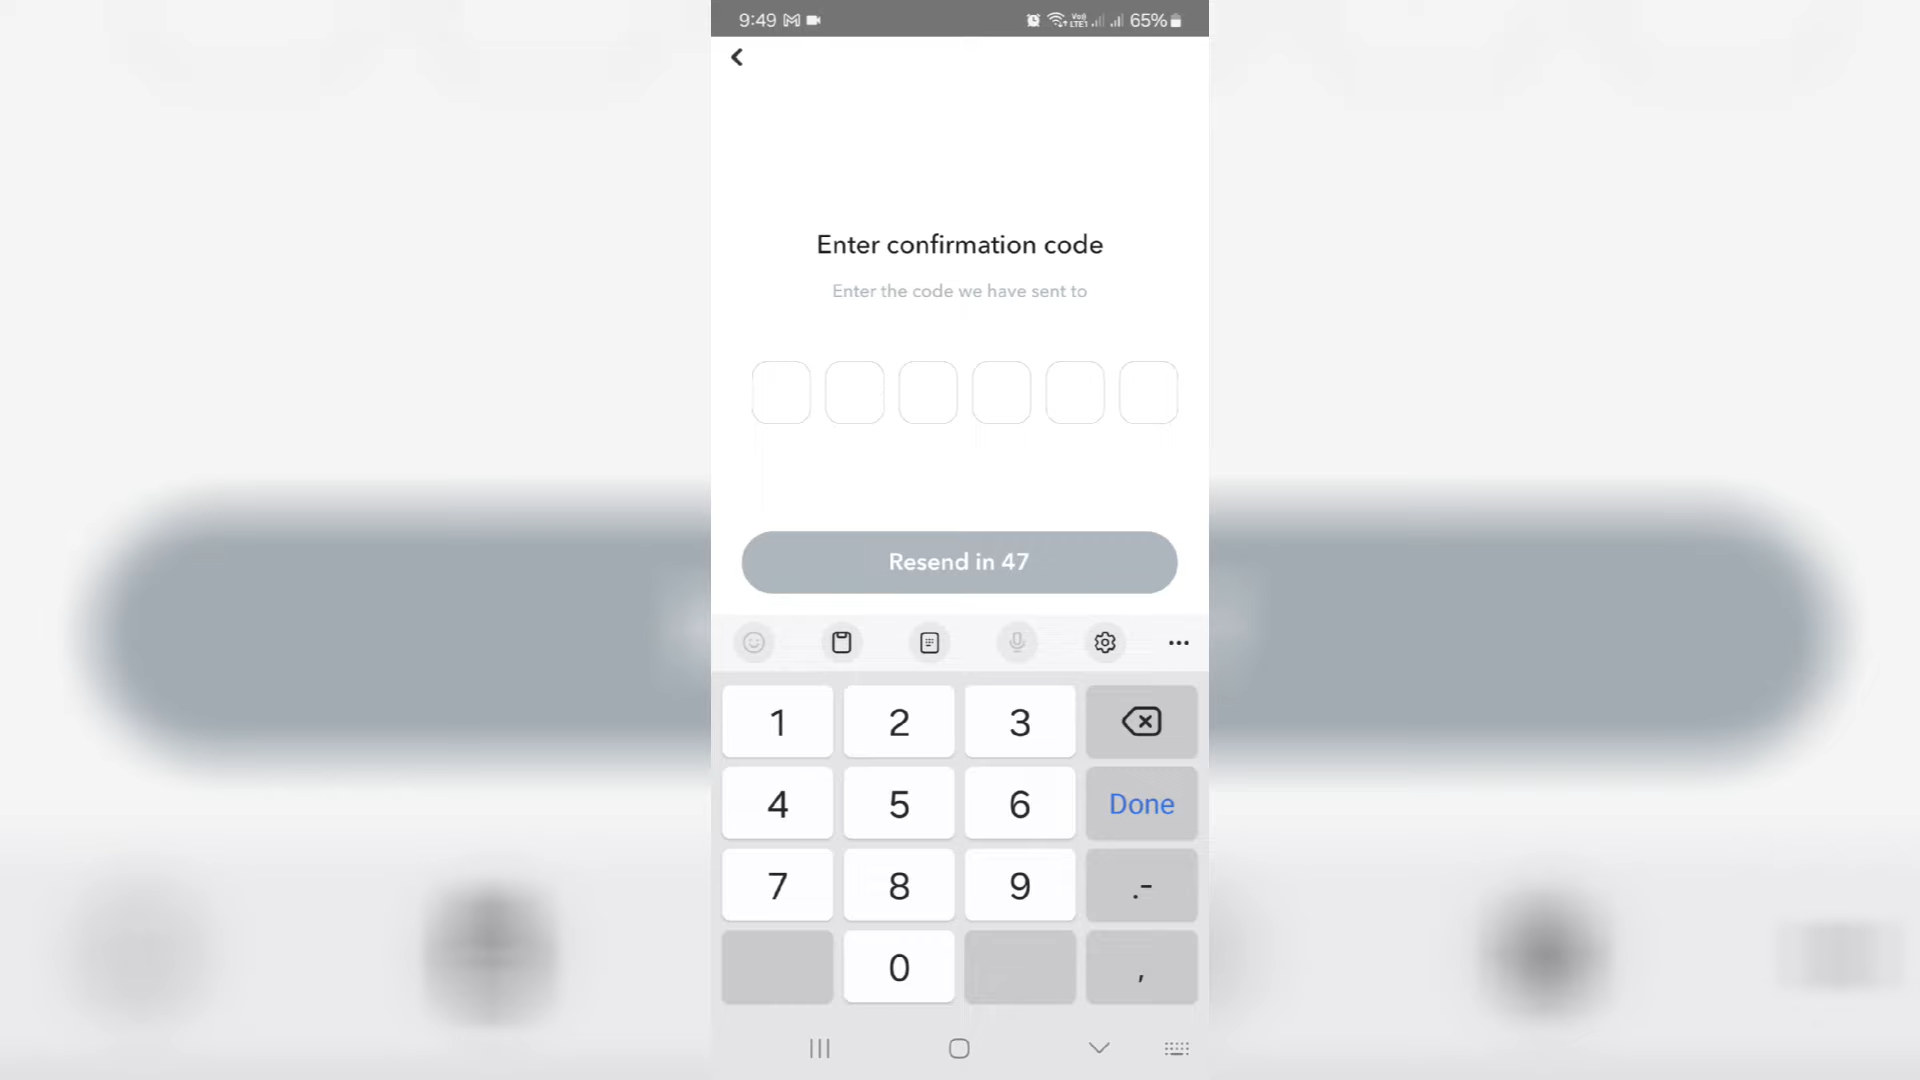 9:49 65%
Enter confirmation code
Enter the code we have sent to
Resend in 47
1 2 3
4 5 6 Done
7 8 9 .-
0 ,